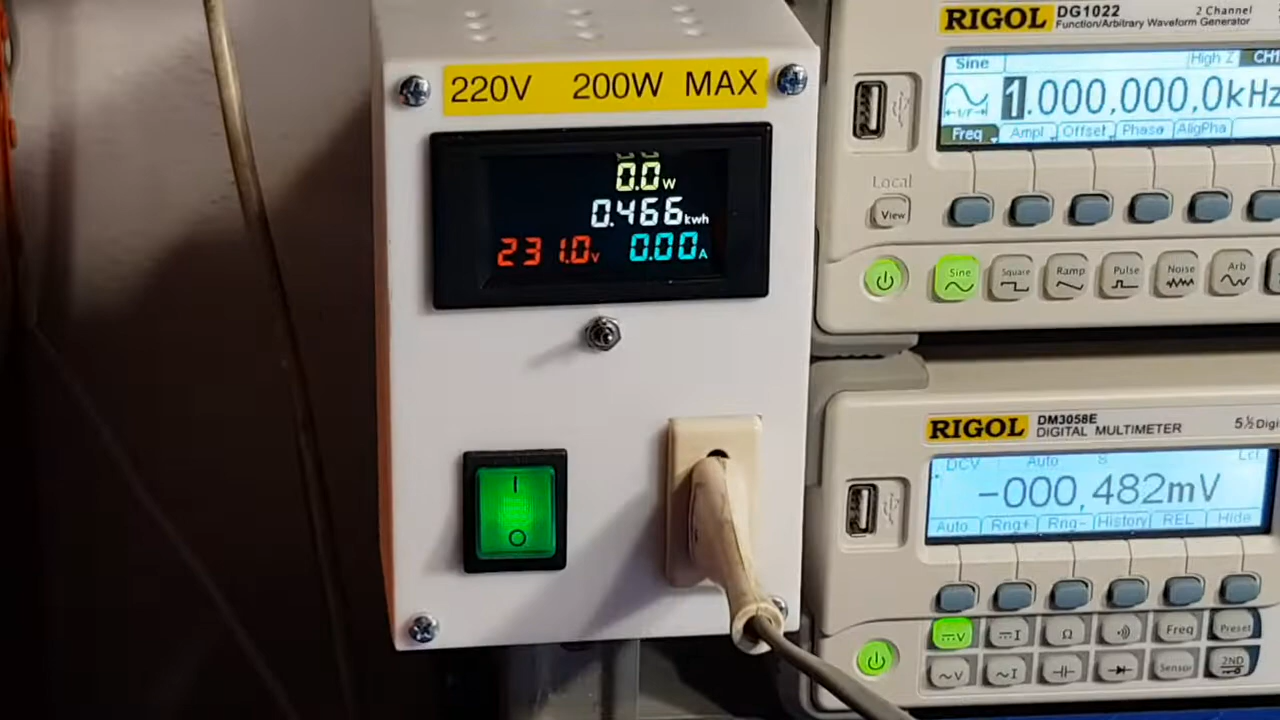 220V 200W MAX
0.0W
0.466kwh
231.0V 0.00A
I
O
RIGOL DG1022 2 Channel
Function/Arbitrary Waveform Generator
Sine High Z CH1
1.000,000,0kHz
Freq Ampl Offset Phase AligPha
Local
View
Sine Square Ramp Pulse Noise Arb
RIGOL DM3058E
DIGITAL MULTIMETER 5½
DCV Auto S Lcl
-000,482mV
Auto Rng+ Rng- History REL Hide
⎓V ⎓I Ω Freq Preset
~V ~I Sensor 2ND